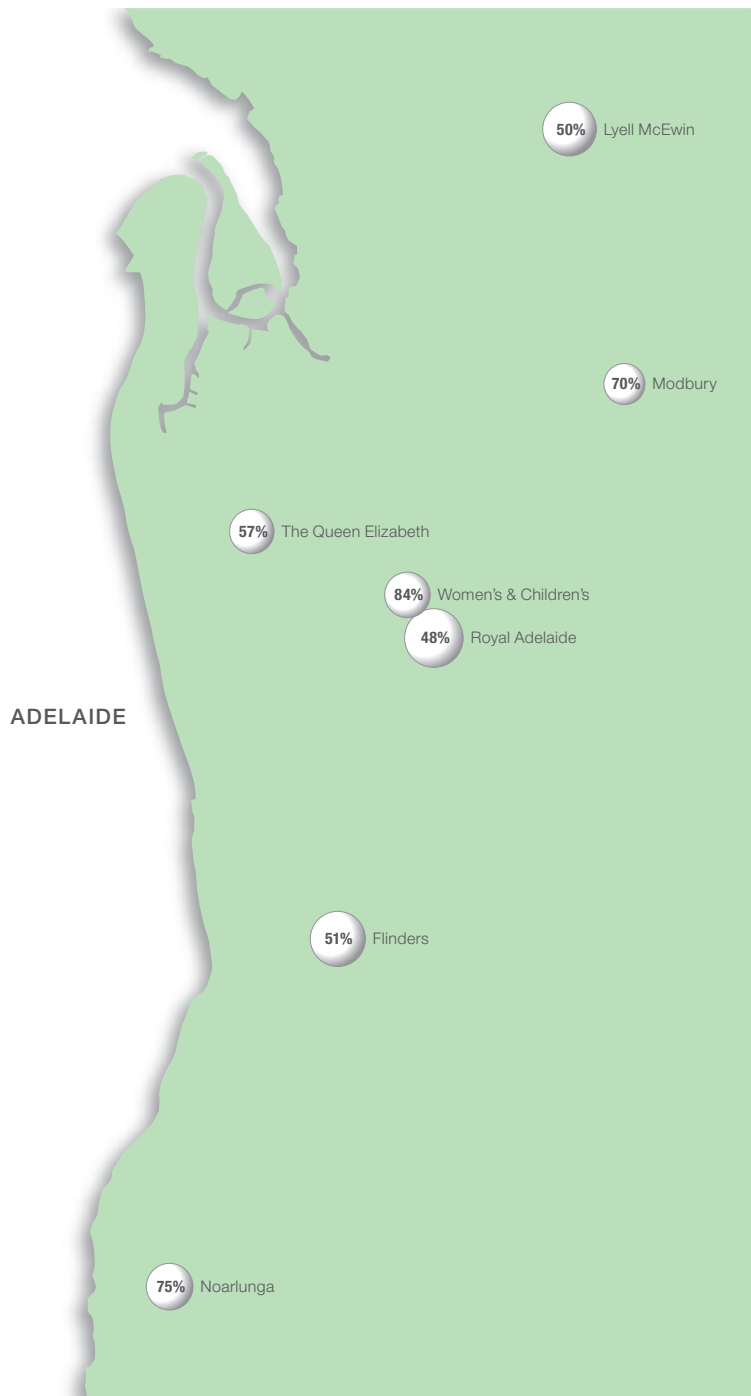 50% Lyell McEwin
70% Modbury
57% The Queen Elizabeth
84% Women's & Children's
48% Royal Adelaide
ADELAIDE
51% Flinders
75% Noarlunga